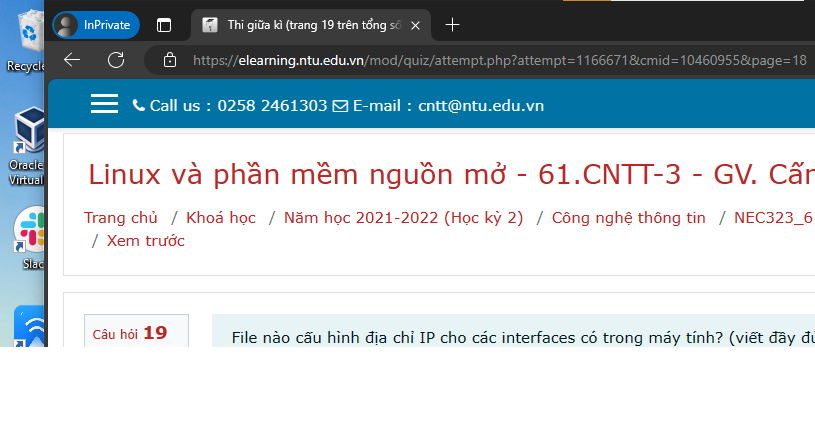 InPrivate
Thi giữa kì (trang 19 trên tổng số
https://elearning.ntu.edu.vn/mod/quiz/attempt.php?attempt=1166671&cmid=10460955&page=18
Recycle
Call us : 0258 2461303 E-mail : cntt@ntu.edu.vn
Oracle
Virtual
Linux và phần mềm nguồn mở - 61.CNTT-3 - GV. Cấn
Trang chủ / Khoá học / Năm học 2021-2022 (Học kỳ 2) / Công nghệ thông tin / NEC323_6
/ Xem trước
Slac
Câu hỏi 19
File nào cấu hình địa chỉ IP cho các interfaces có trong máy tính? (viết đầy đủ